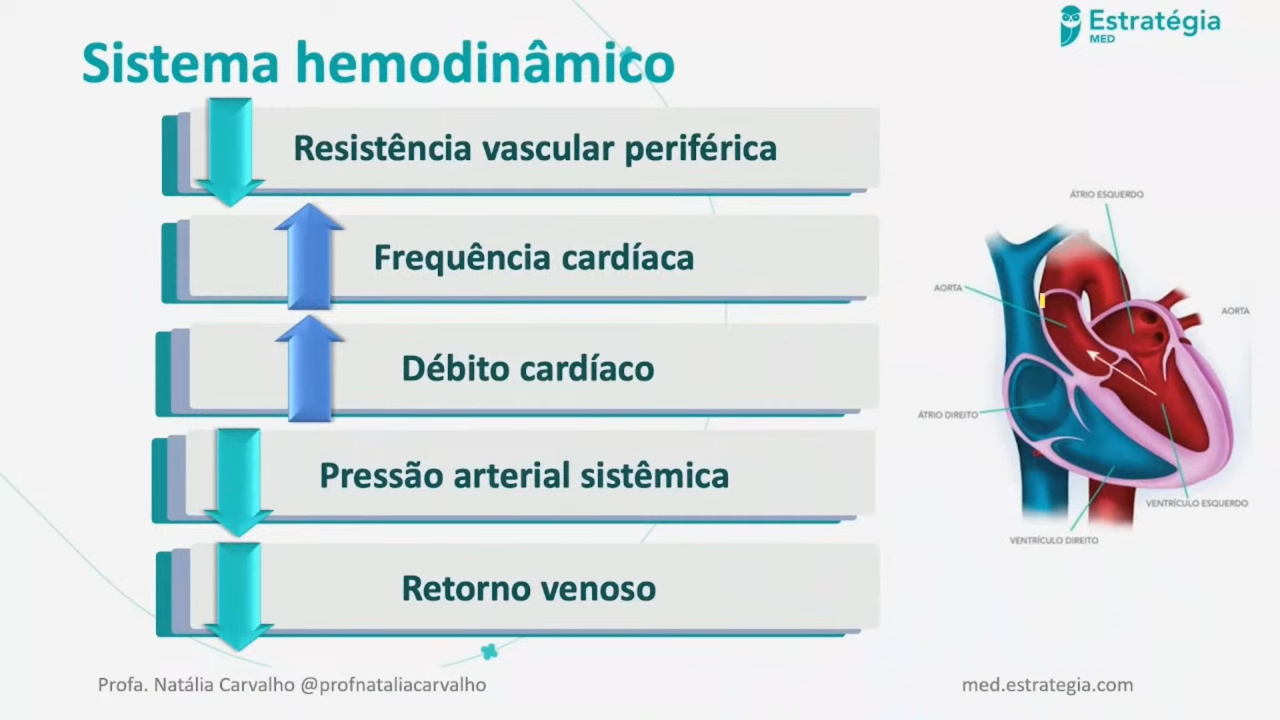 Estratégia
MED
Sistema hemodinâmico
Resistência vascular periférica
Frequência cardíaca
Débito cardíaco
Pressão arterial sistêmica
Retorno venoso
ÁTRIO ESQUERDO
AORTA
AORTA
ÁTRIO DIREITO
VENTRÍCULO ESQUERDO
VENTRÍCULO DIREITO
Profa. Natália Carvalho @profnataliacarvalho
med.estrategia.com